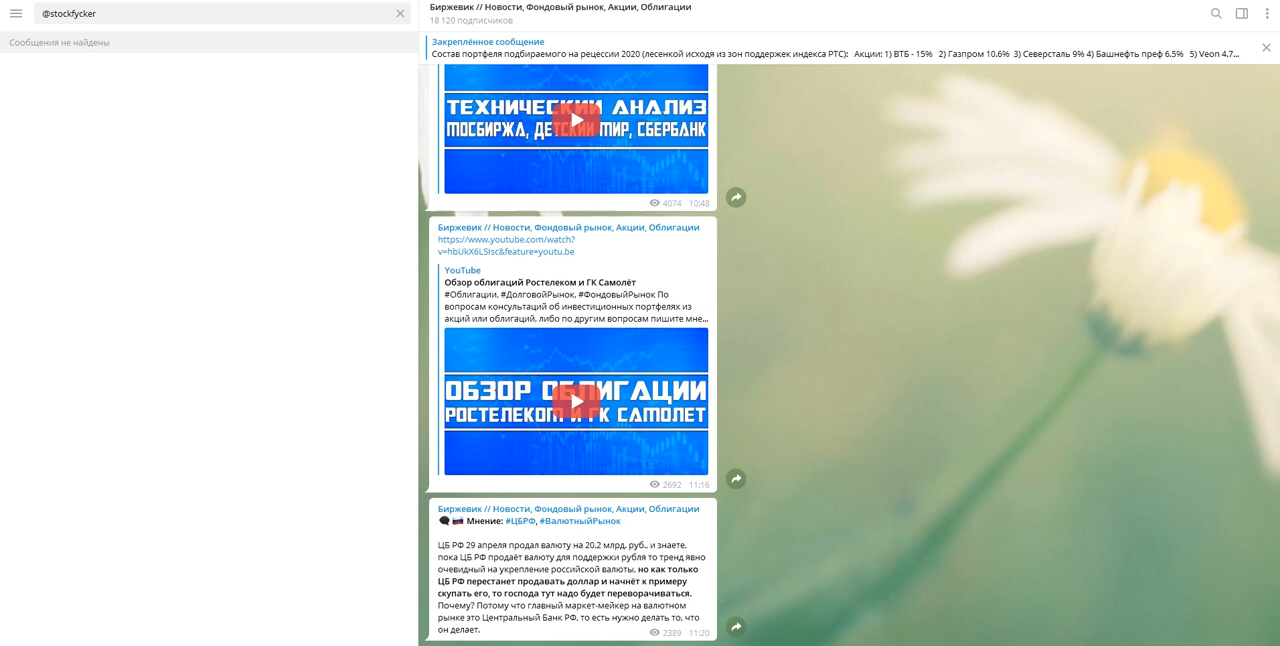 @stockfycker
Сообщения не найдены
Биржевик // Новости, Фондовый рынок, Акции, Облигации
18 120 подписчиков
Закреплённое сообщение
Состав портфеля подбираемого на рецессии 2020 (лесенкой исходя из зон поддержек индекса РТС): Акции: 1) ВТБ - 15% 2) Газпром 10.6% 3) Северсталь 9% 4) Башнефть преф 6.5% 5) Veon 4.7...
ТЕХНИЧЕСКИЙ АНАЛИЗ
МОСБИРЖА, ДЕТСКИЙ МИР, СБЕРБАНК
4074 10:48
Биржевик // Новости, Фондовый рынок, Акции, Облигации
https://www.youtube.com/watch?
v=hbUkX6LSIsc&feature=youtu.be
YouTube
Обзор облигаций Ростелеком и ГК Самолёт
#Облигации, #ДолговойРынок, #ФондовыйРынок По
вопросам консультаций об инвестиционных портфелях из
акций или облигаций, либо по другим вопросам пишите мне...
ОБЗОР ОБЛИГАЦИИ
РОСТЕЛЕКОМ И ГК САМОЛЕТ
2692 11:16
Биржевик // Новости, Фондовый рынок, Акции, Облигации
Мнение: #ЦБРФ, #ВалютныйРынок
ЦБ РФ 29 апреля продал валюту на 20.2 млрд. руб., и знаете,
пока ЦБ РФ продаёт валюту для поддержки рубля то тренд явно
очевидный на укрепление российской валюты, но как только
ЦБ РФ перестанет продавать доллар и начнёт к примеру
скупать его, то господа тут надо будет переворачиваться.
Почему? Потому что главный маркет-мейкер на валютном
рынке это Центральный Банк РФ, то есть нужно делать то, что
он делает.
2389 11:20